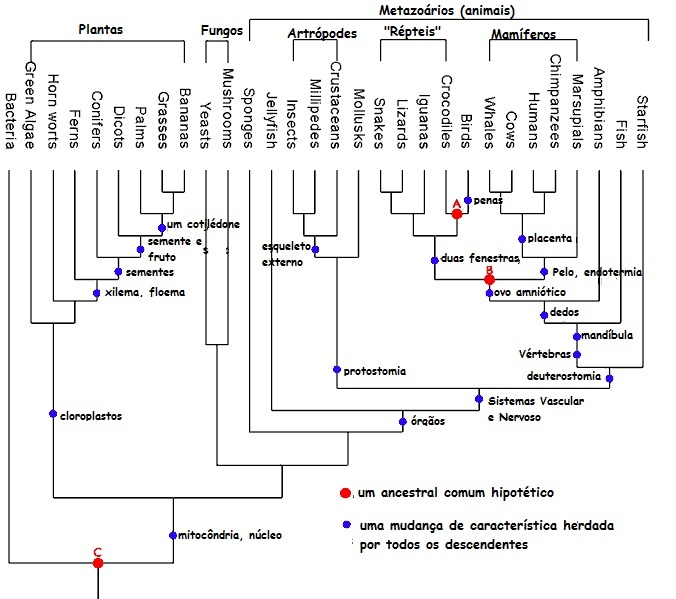 Metazoários (animais)
Plantas
Fungos
Artrópodes
"Répteis"
Mamíferos
Bacteria
Green Algae
Horn worts
Ferns
Conifers
Dicots
Palms
Grasses
Bananas
Yeasts
Mushrooms
Sponges
Jellyfish
Insects
Millipedes
Crustaceans
Mollusks
Snakes
Lizards
Iguanas
Crocodiles
Birds
Whales
Cows
Humans
Chimpanzees
Marsupials
Amphibians
Fish
Starfish
A
penas
um cotilédone
semente e
fruto
s s
esqueleto
externo
placenta
duas fenestras
B
Pelo, endotermia
sementes
xilema, floema
ovo amniótico
dedos
mandíbula
Vértebras
deuterostomia
protostomia
Sistemas Vascular
e Nervoso
cloroplastos
órgãos
um ancestral comum hipotético
uma mudança de característica herdada
por todos os descendentes
mitocôndria, núcleo
C